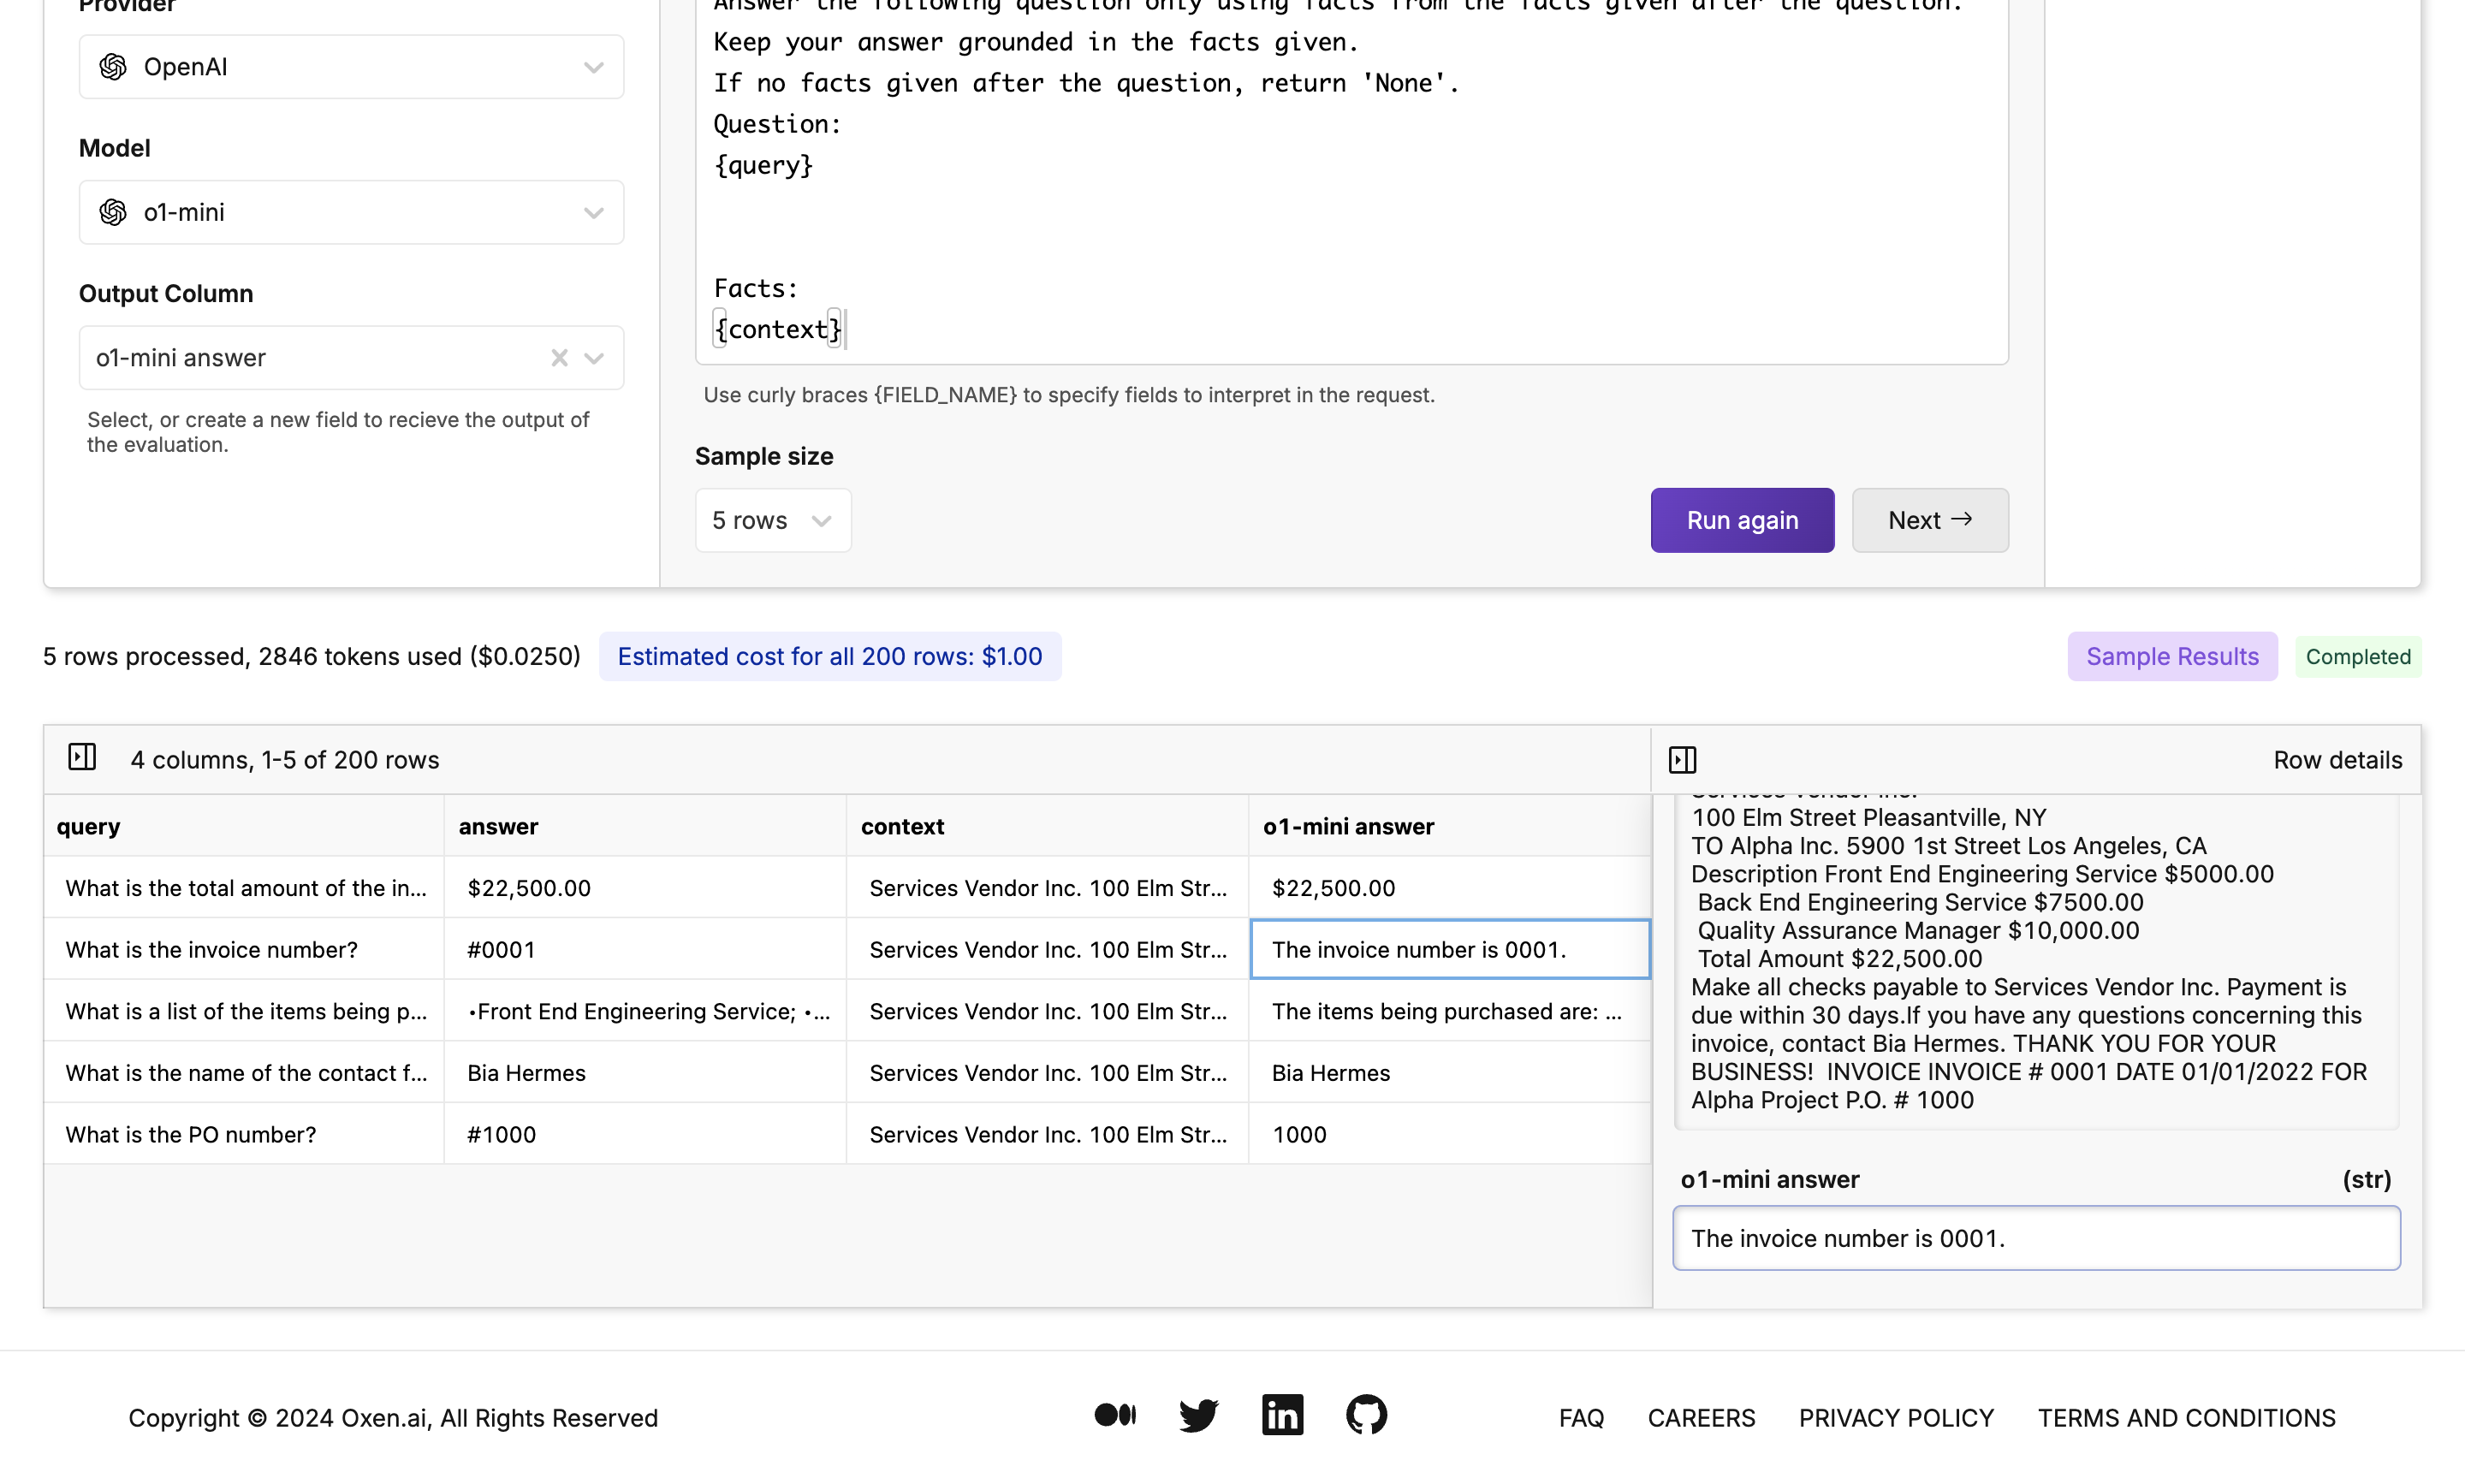 Provider
OpenAI
Model
o1-mini
Output Column
o1-mini answer
Select, or create a new field to recieve the output of
the evaluation.
Answer the following question only using facts from the facts given after the question.
Keep your answer grounded in the facts given.
If no facts given after the question, return 'None'.
Question:
{query}
Facts:
{context}
Use curly braces {FIELD_NAME} to specify fields to interpret in the request.
Sample size
5 rows
Run again
Next →
5 rows processed, 2846 tokens used ($0.0250)
Estimated cost for all 200 rows: $1.00
Sample Results
Completed
4 columns, 1-5 of 200 rows
query answer context o1-mini answer
What is the total amount of the in... $22,500.00 Services Vendor Inc. 100 Elm Str... $22,500.00
What is the invoice number? #0001 Services Vendor Inc. 100 Elm Str... The invoice number is 0001.
What is a list of the items being p... •Front End Engineering Service; •... Services Vendor Inc. 100 Elm Str... The items being purchased are: ...
What is the name of the contact f... Bia Hermes Services Vendor Inc. 100 Elm Str... Bia Hermes
What is the PO number? #1000 Services Vendor Inc. 100 Elm Str... 1000
Row details
Services Vendor Inc.
100 Elm Street Pleasantville, NY
TO Alpha Inc. 5900 1st Street Los Angeles, CA
Description Front End Engineering Service $5000.00
Back End Engineering Service $7500.00
Quality Assurance Manager $10,000.00
Total Amount $22,500.00
Make all checks payable to Services Vendor Inc. Payment is
due within 30 days.If you have any questions concerning this
invoice, contact Bia Hermes. THANK YOU FOR YOUR
BUSINESS!  INVOICE INVOICE # 0001 DATE 01/01/2022 FOR
Alpha Project P.O. # 1000
o1-mini answer (str)
The invoice number is 0001.
Copyright © 2024 Oxen.ai, All Rights Reserved
in
FAQ CAREERS PRIVACY POLICY TERMS AND CONDITIONS